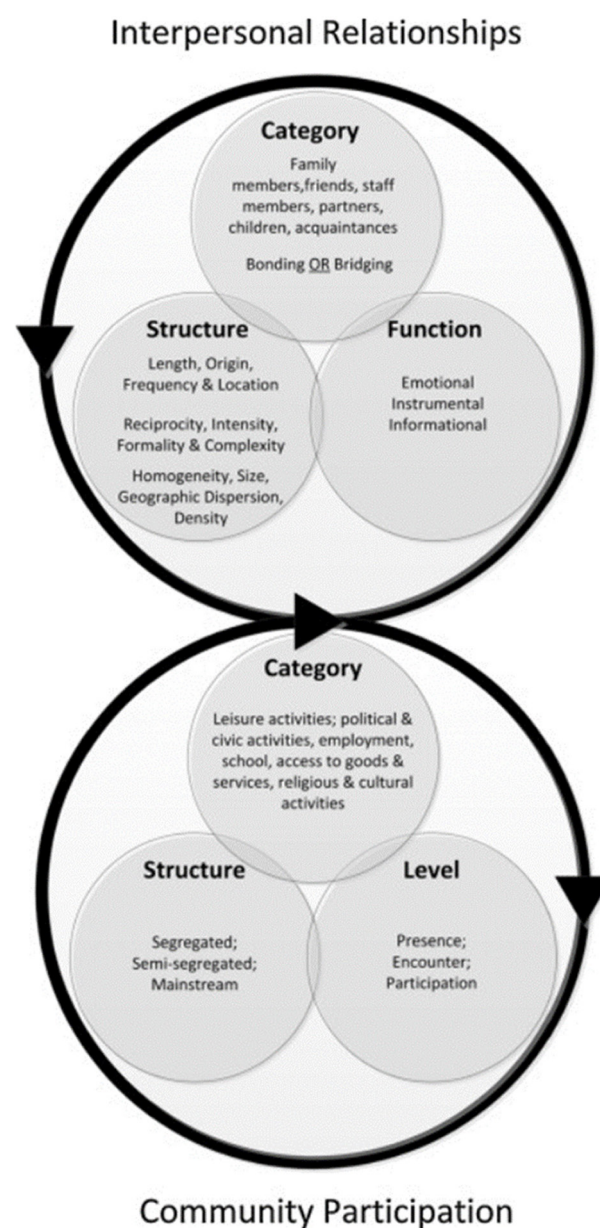 Interpersonal Relationships
Category
Family
members,friends, staff
members, partners,
children, acquaintances
Bonding OR Bridging
Structure
Length, Origin,
Frequency & Location
Reciprocity, Intensity,
Formality & Complexity
Homogeneity, Size,
Geographic Dispersion,
Density
Function
Emotional
Instrumental
Informational
Category
Leisure activities; political &
civic activities, employment,
school, access to goods &
services, religious & cultural
activities
Structure
Segregated;
Semi-segregated;
Mainstream
Level
Presence;
Encounter;
Participation
Community Participation